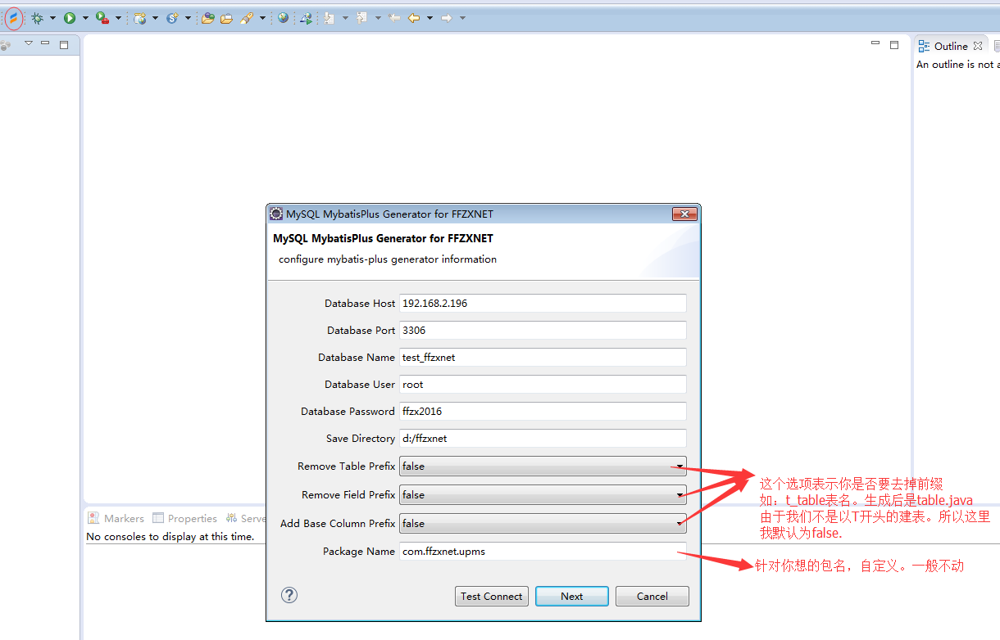 Outline
An outline is not a
MySQL MybatisPlus Generator for FFZXNET
MySQL MybatisPlus Generator for FFZXNET
configure mybatis-plus generator information
Database Host 192.168.2.196
Database Port 3306
Database Name test_ffzxnet
Database User root
Database Password ffzx2016
Save Directory d:/ffzxnet
Remove Table Prefix false
Remove Field Prefix false
Add Base Column Prefix false
Package Name com.ffzxnet.upms
Test Connect Next Cancel
这个选项表示你是否要去掉前缀
如：t_table表名。生成后是table.java
由于我们不是以T开头的建表。所以这里
我默认为false.
针对你想的包名，自定义。一般不动
Markers Properties Serve
No consoles to display at this time.